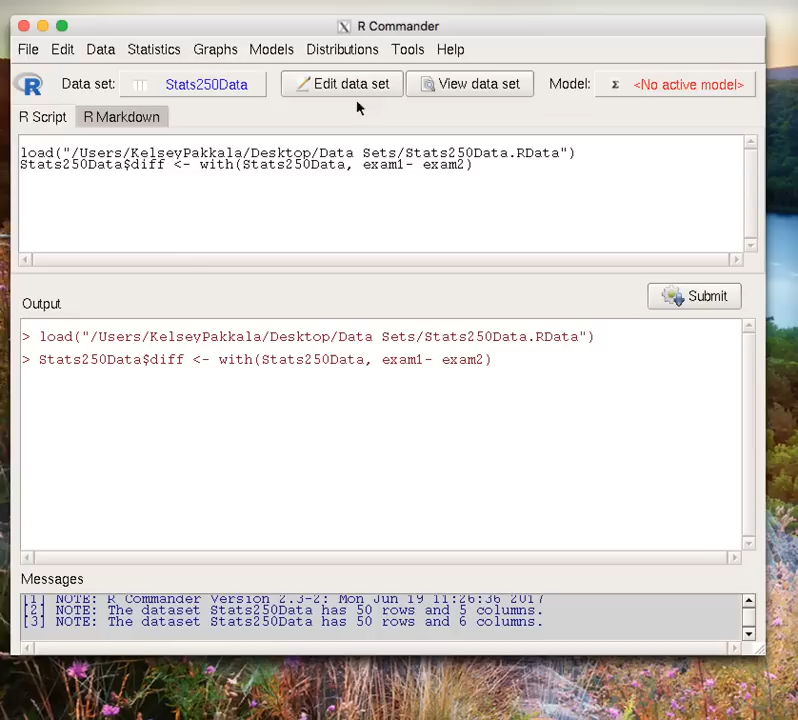 R Commander
File Edit Data Statistics Graphs Models Distributions Tools Help
R Data set: Stats250Data Edit data set View data set Model: Σ <No active model>
R Script R Markdown
load("/Users/KelseyPakkala/Desktop/Data Sets/Stats250Data.RData")
Stats250Data$diff <- with(Stats250Data, exam1- exam2)
Submit
Output
> load("/Users/KelseyPakkala/Desktop/Data Sets/Stats250Data.RData")
> Stats250Data$diff <- with(Stats250Data, exam1- exam2)
Messages
[1] NOTE: R Commander Version 2.3-2: Mon Jun 19 11:26:36 2017
[2] NOTE: The dataset Stats250Data has 50 rows and 5 columns.
[3] NOTE: The dataset Stats250Data has 50 rows and 6 columns.